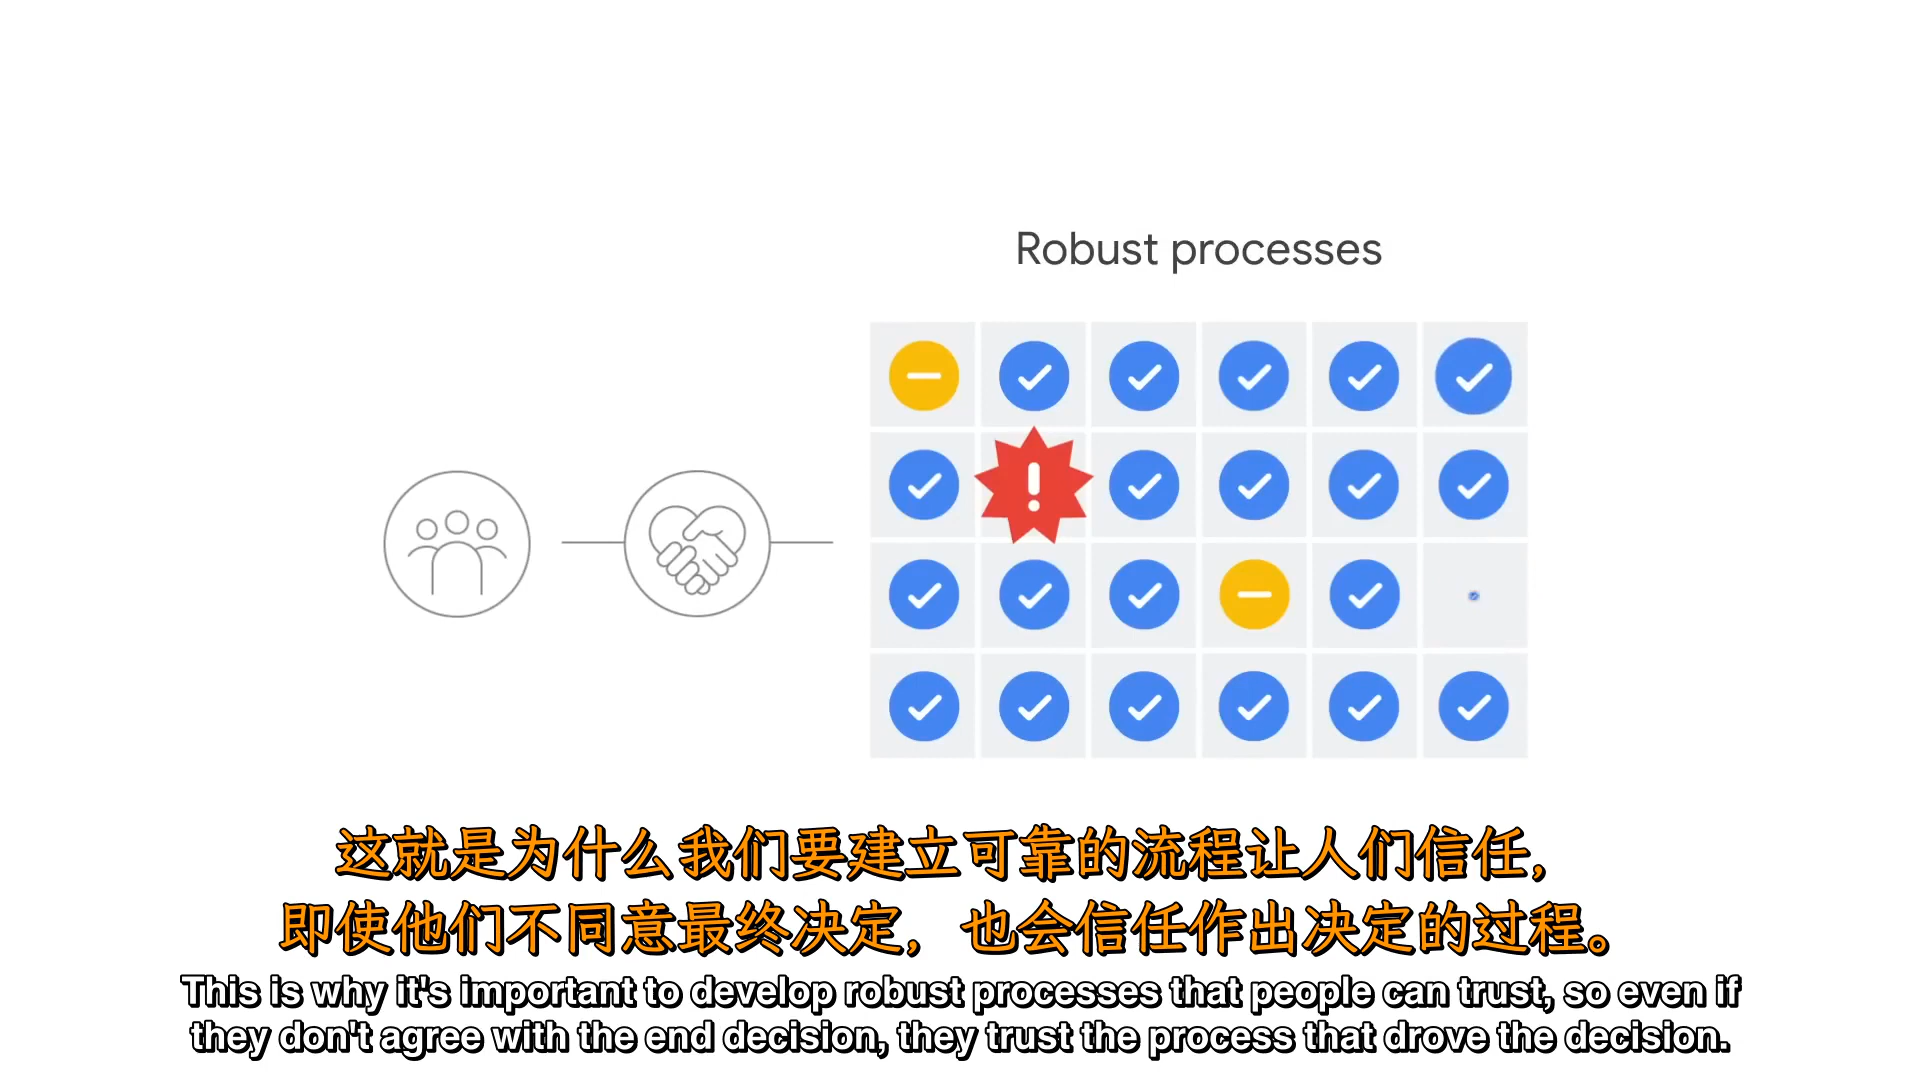 Robust processes
这就是为什么我们要建立可靠的流程让人们信任，
即使他们不同意最终决定，也会信任作出决定的过程。
This is why it's important to develop robust processes that people can trust, so even if
they don't agree with the end decision, they trust the process that drove the decision.